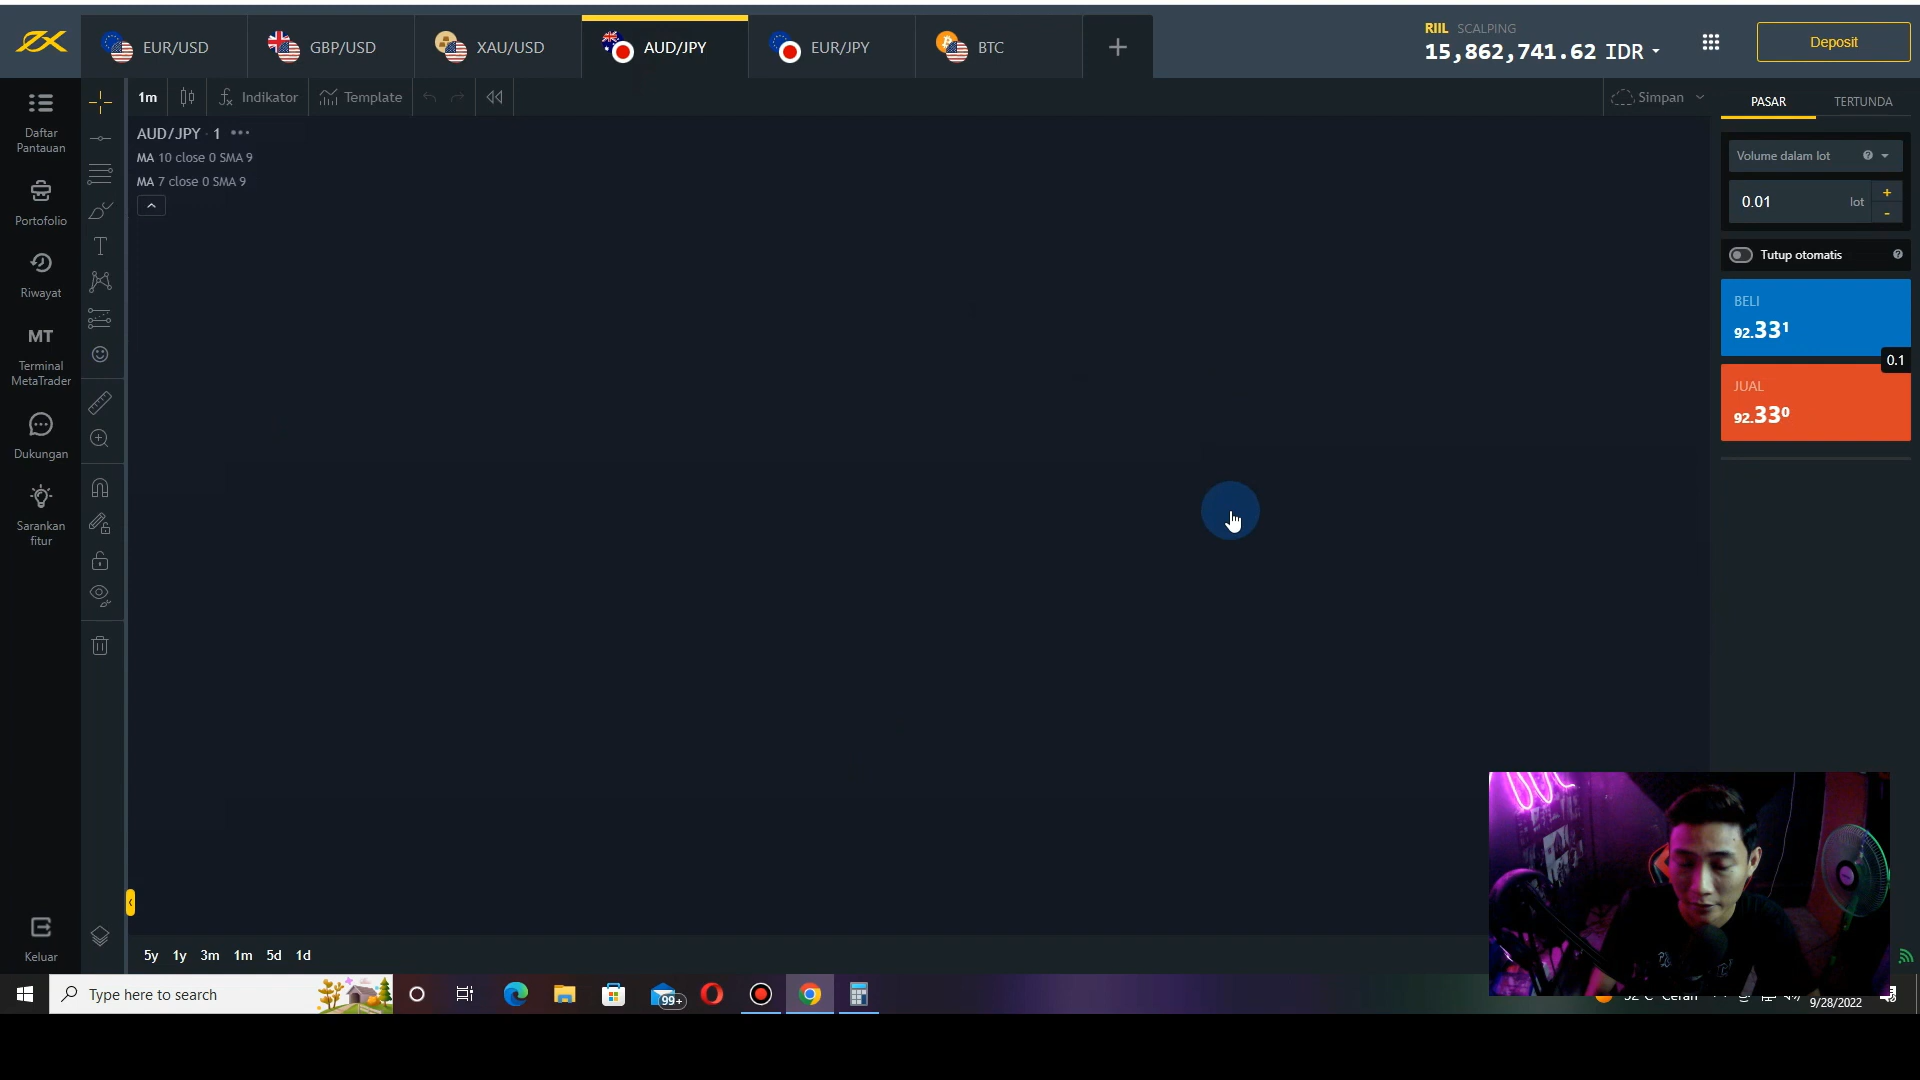 EUR/USD
GBP/USD
XAU/USD
AUD/JPY
EUR/JPY
BTC
RIIL SCALPING
15,862,741.62 IDR
Deposit
1m
Indikator
Template
Simpan
PASAR
TERTUNDA
Daftar
Pantauan
Portofolio
Riwayat
MT
Terminal
MetaTrader
Dukungan
Sarankan
fitur
Keluar
AUD/JPY · 1
MA 10 close 0 SMA 9
MA 7 close 0 SMA 9
Volume dalam lot
0.01 lot
+
-
Tutup otomatis
BELI
92.331
0.1
JUAL
92.330
5y 1y 3m 1m 5d 1d
Type here to search
99+
9/28/2022